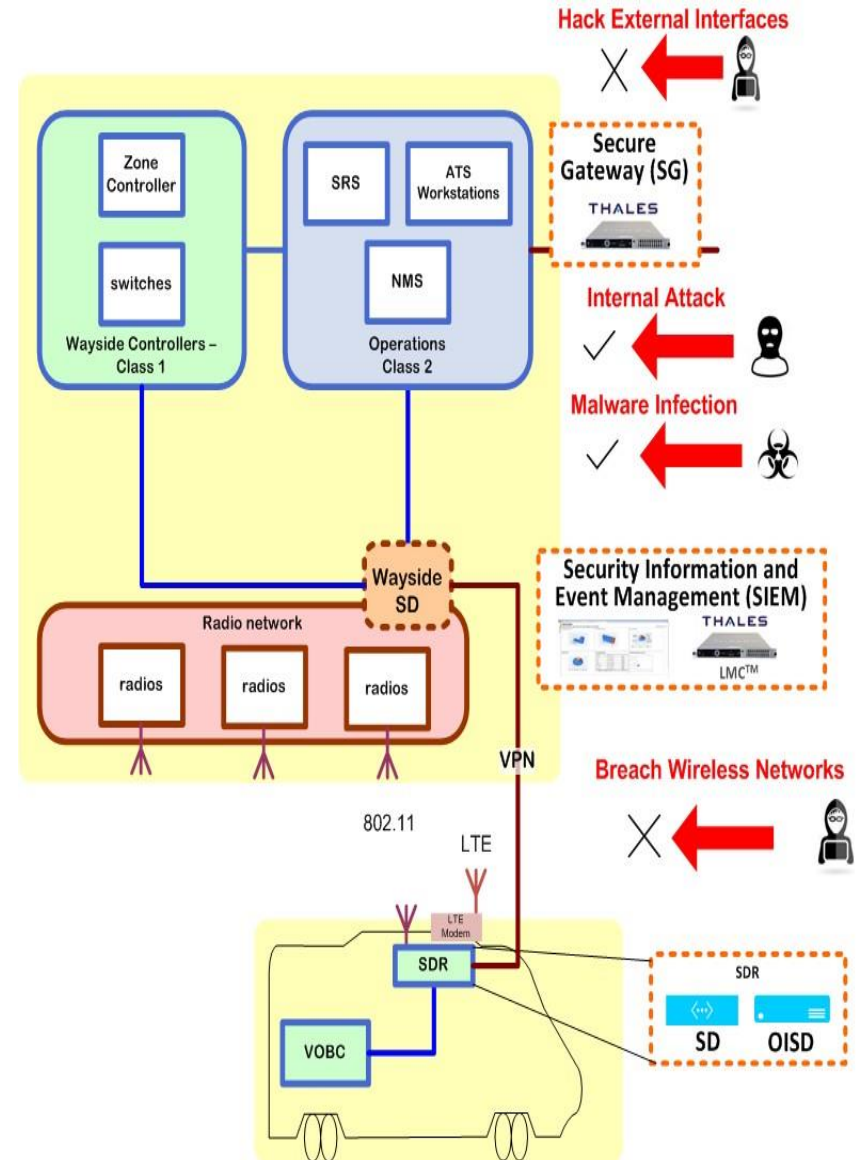 Hack External Interfaces
Zone
Controller
switches
Wayside Controllers –
Class 1
SRS
ATS
Workstations
NMS
Operations
Class 2
Secure
Gateway (SG)
THALES
Internal Attack
Malware Infection
Wayside
SD
Security Information and
Event Management (SIEM)
THALES
LMC™
Radio network
radios
radios
radios
VPN
Breach Wireless Networks
802.11
LTE
LTE
Modem
SDR
VOBC
SDR
SD
OISD